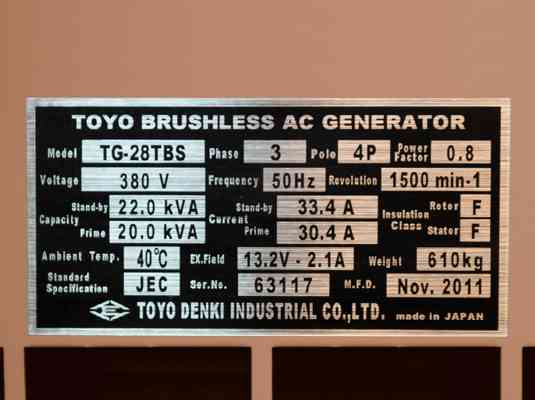 TOYO BRUSHLESS AC GENERATOR
Model TG-28TBS Phase 3 Pole 4P Power Factor 0.8
Voltage 380 V Frequency 50Hz Revolution 1500 min-1
Capacity Stand-by 22.0 kVA Current Stand-by 33.4 A Insulation Class Rotor F
Prime 20.0 kVA Prime 30.4 A Stator F
Ambient Temp. 40℃ EX.Field 13.2V - 2.1A Weight 610kg
Standard Specification JEC Ser.No. 63117 M.F.D. Nov. 2011
TOYO DENKI INDUSTRIAL CO.,LTD. made in JAPAN